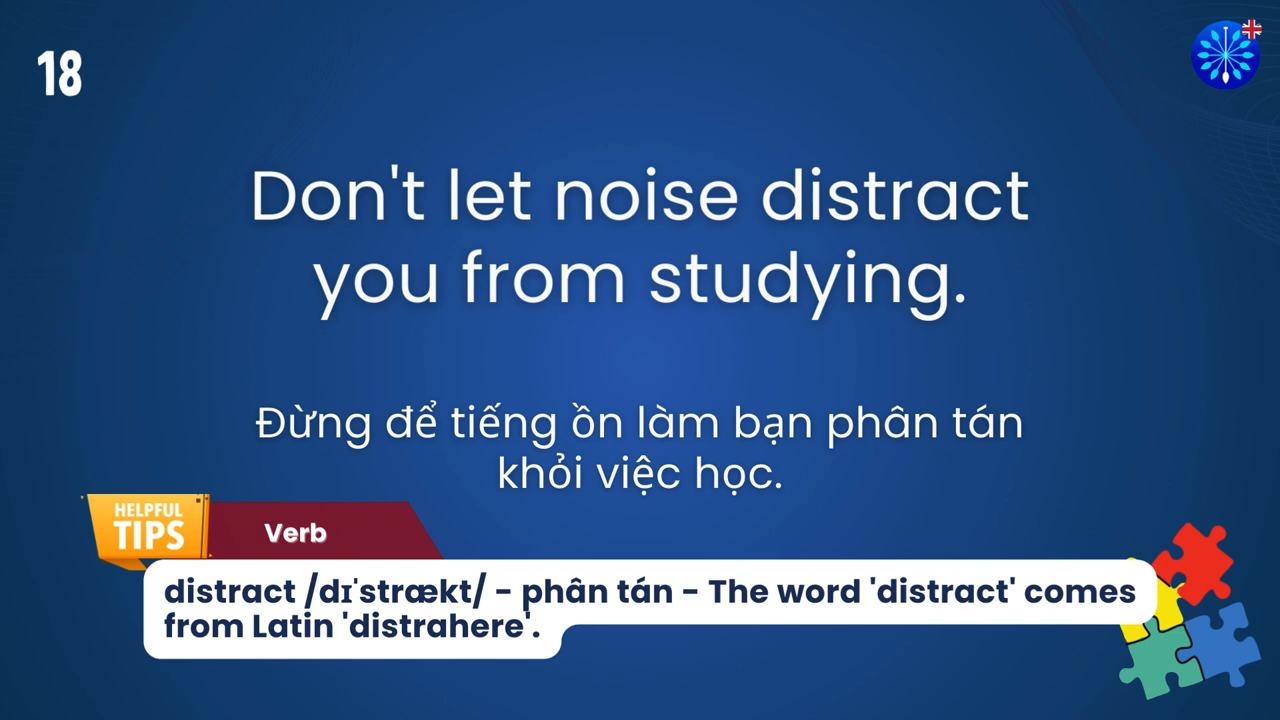 18
Don't let noise distract
you from studying.
Đừng để tiếng ồn làm bạn phân tán
khỏi việc học.
HELPFUL
TIPS
Verb
distract /dɪˈstrækt/ - phân tán - The word 'distract' comes
from Latin 'distrahere'.